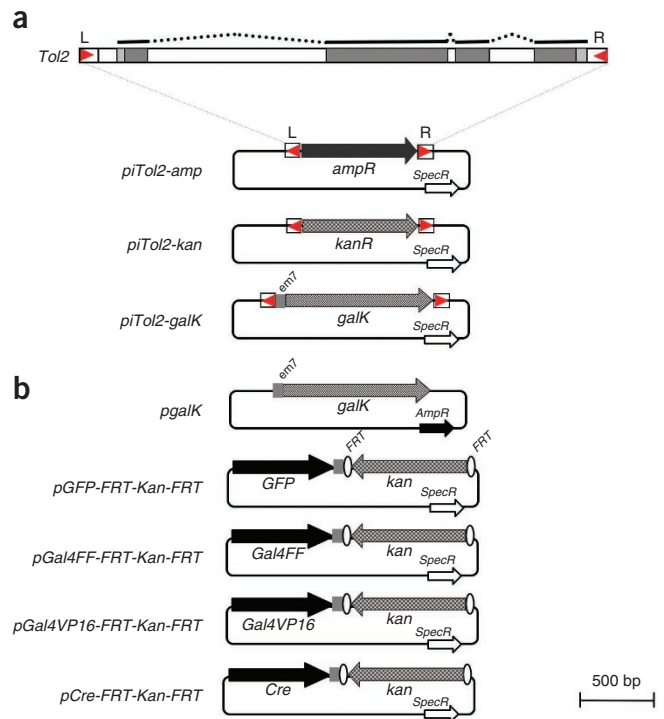 a
L
R
Tol2
L
R
piTol2-amp
ampR
SpecR
piTol2-kan
kanR
SpecR
em7
piTol2-galK
galK
SpecR
b
em7
pgalK
galK
AmpR
FRT
FRT
pGFP-FRT-Kan-FRT
GFP
kan
SpecR
pGal4FF-FRT-Kan-FRT
Gal4FF
kan
SpecR
pGal4VP16-FRT-Kan-FRT
Gal4VP16
kan
SpecR
pCre-FRT-Kan-FRT
Cre
kan
SpecR
500 bp